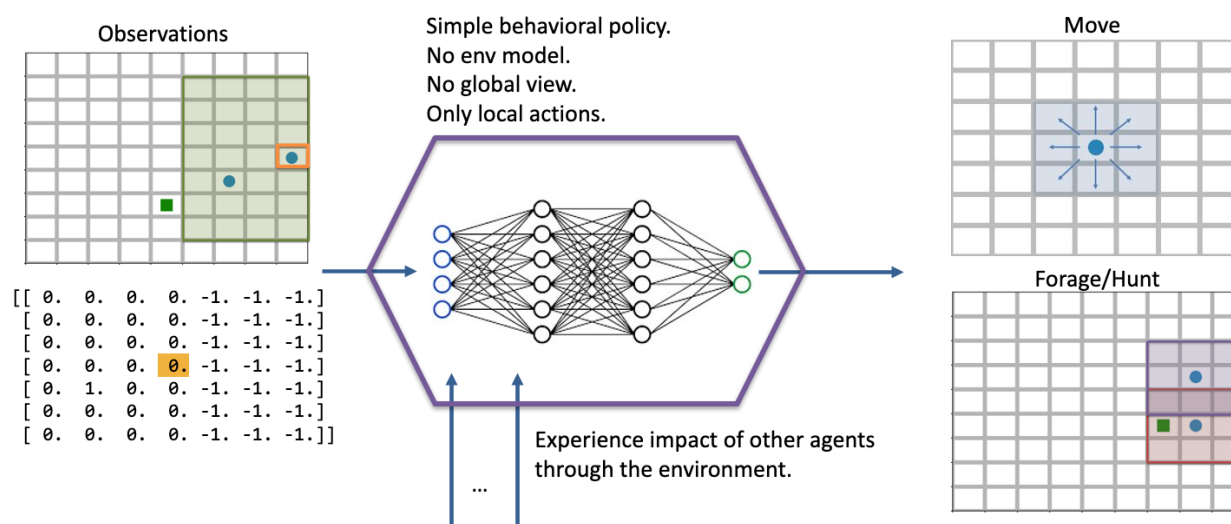 Observations
[[ 0. 0. 0. 0. -1. -1. -1.]
[ 0. 0. 0. 0. -1. -1. -1.]
[ 0. 0. 0. 0. -1. -1. -1.]
[ 0. 0. 0. 0. -1. -1. -1.]
[ 0. 1. 0. 0. -1. -1. -1.]
[ 0. 0. 0. 0. -1. -1. -1.]
[ 0. 0. 0. 0. -1. -1. -1.]]
Simple behavioral policy.
No env model.
No global view.
Only local actions.
...
Experience impact of other agents
through the environment.
Move
Forage/Hunt